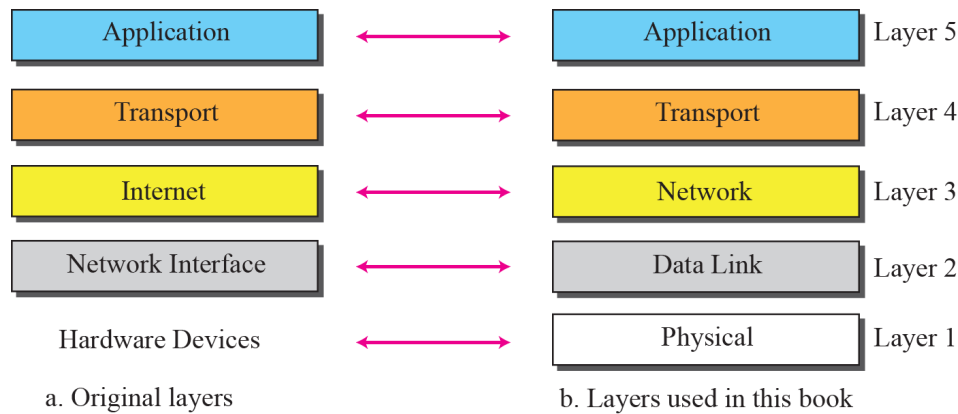 Application Application Layer 5
Transport Transport Layer 4
Internet Network Layer 3
Network Interface Data Link Layer 2
Hardware Devices Physical Layer 1
a. Original layers b. Layers used in this book